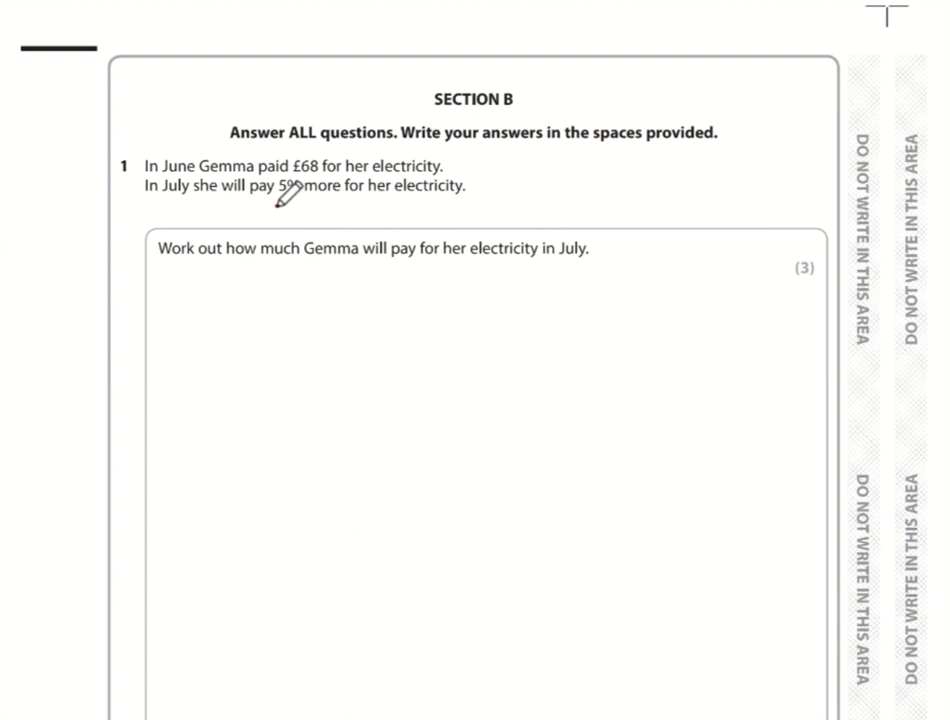 SECTION B
Answer ALL questions. Write your answers in the spaces provided.
1 In June Gemma paid £68 for her electricity.
In July she will pay 5% more for her electricity.
Work out how much Gemma will pay for her electricity in July.
(3)
DO NOT WRITE IN THIS AREA
DO NOT WRITE IN THIS AREA
DO NOT WRITE IN THIS AREA
DO NOT WRITE IN THIS AREA